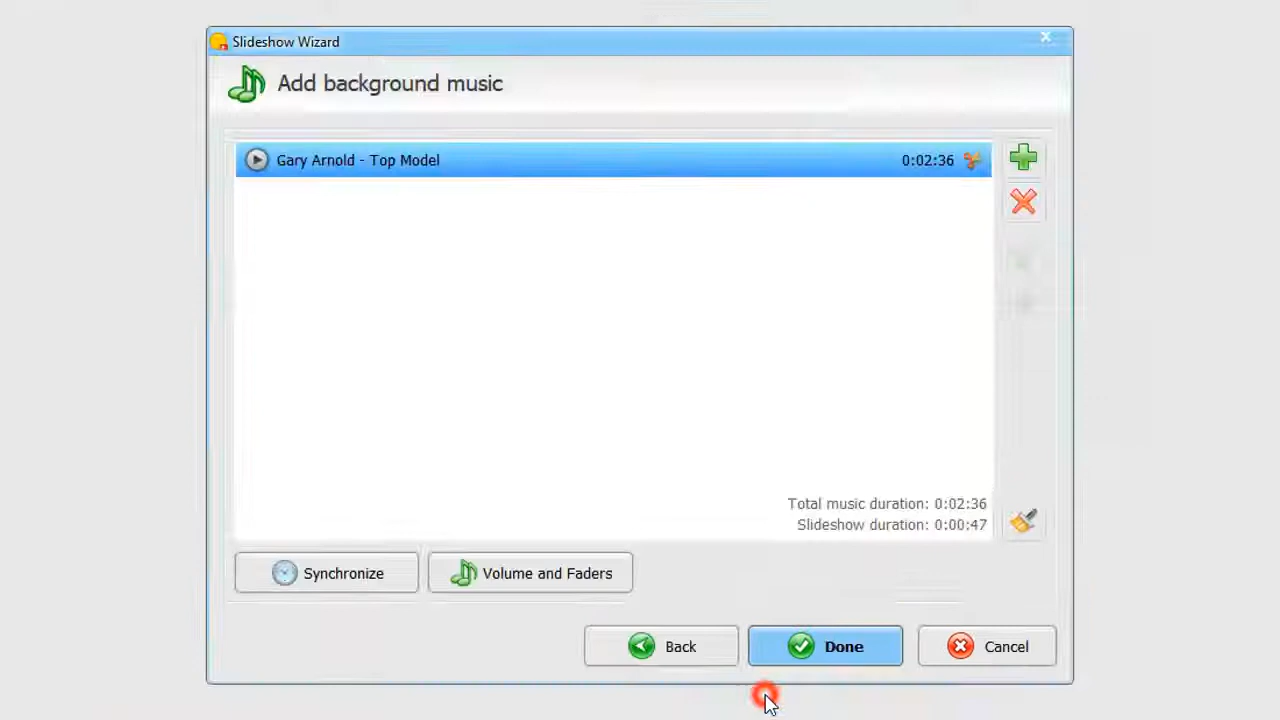 Slideshow Wizard
Add background music
Gary Arnold - Top Model 0:02:36
Total music duration: 0:02:36
Slideshow duration: 0:00:47
Synchronize Volume and Faders
Back Done Cancel